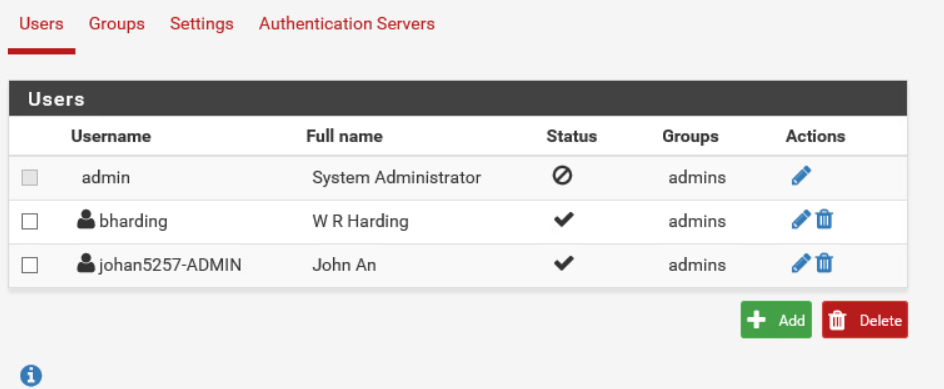 Users Groups Settings Authentication Servers
Users
Username Full name Status Groups Actions
admin System Administrator admins
bharding W R Harding admins
johan5257-ADMIN John An admins
Add Delete